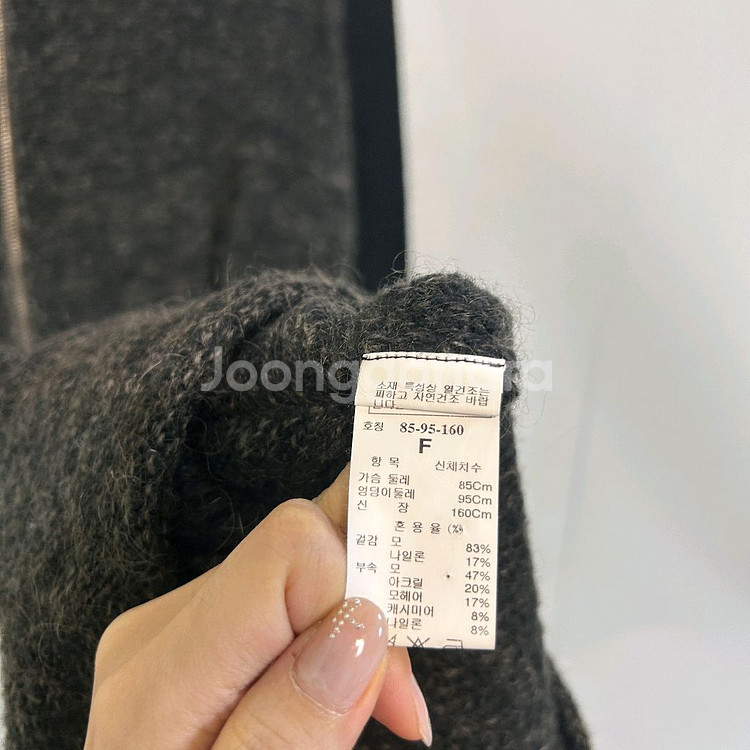 Joongna
소재 특성상 열건조는
피하고 자연건조 바랍
니다.
호칭 85-95-160
F
항 목 신체치수
가슴 둘레 85Cm
엉덩이둘레 95Cm
신 장 160Cm
혼 용 율 (%)
겉감 모 83%
나일론 17%
부속 모 47%
아크릴 20%
모헤어 17%
캐시미어 8%
나일론 8%